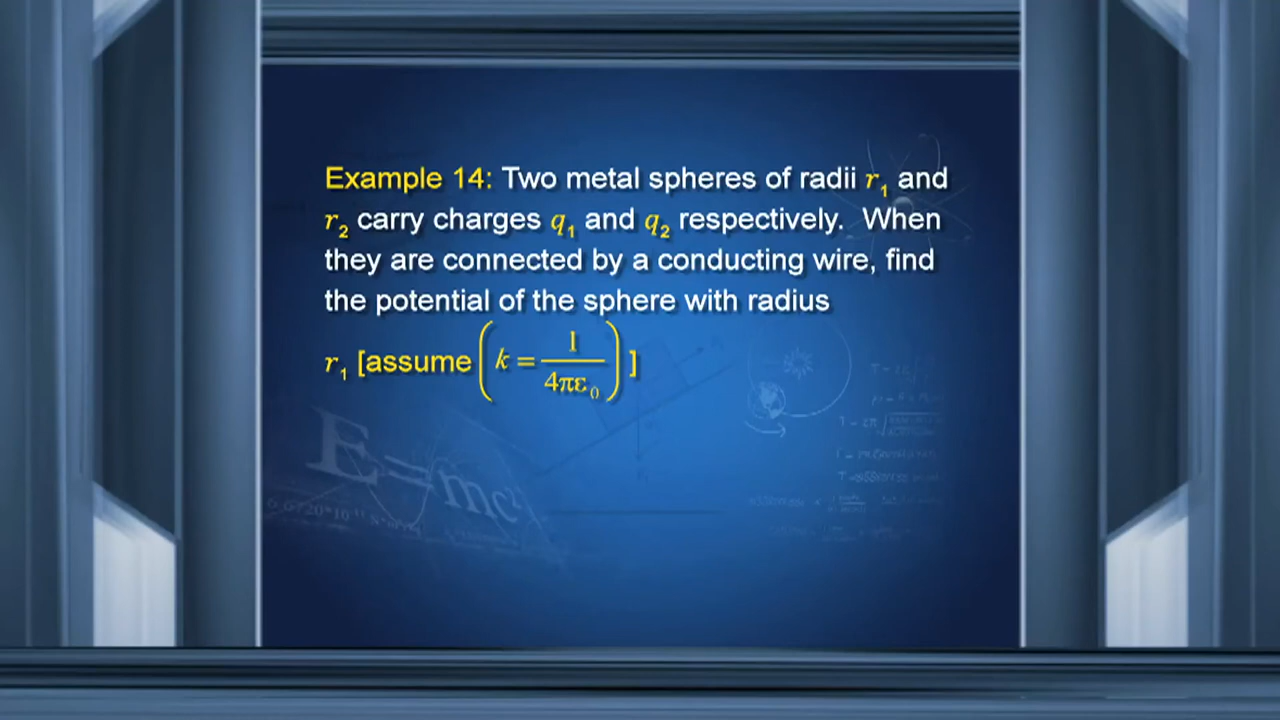 Example 14: Two metal spheres of radii r₁ and
r₂ carry charges q₁ and q₂ respectively. When
they are connected by a conducting wire, find
the potential of the sphere with radius
r₁ [assume (k = 1/4πε₀)]
E=mc²